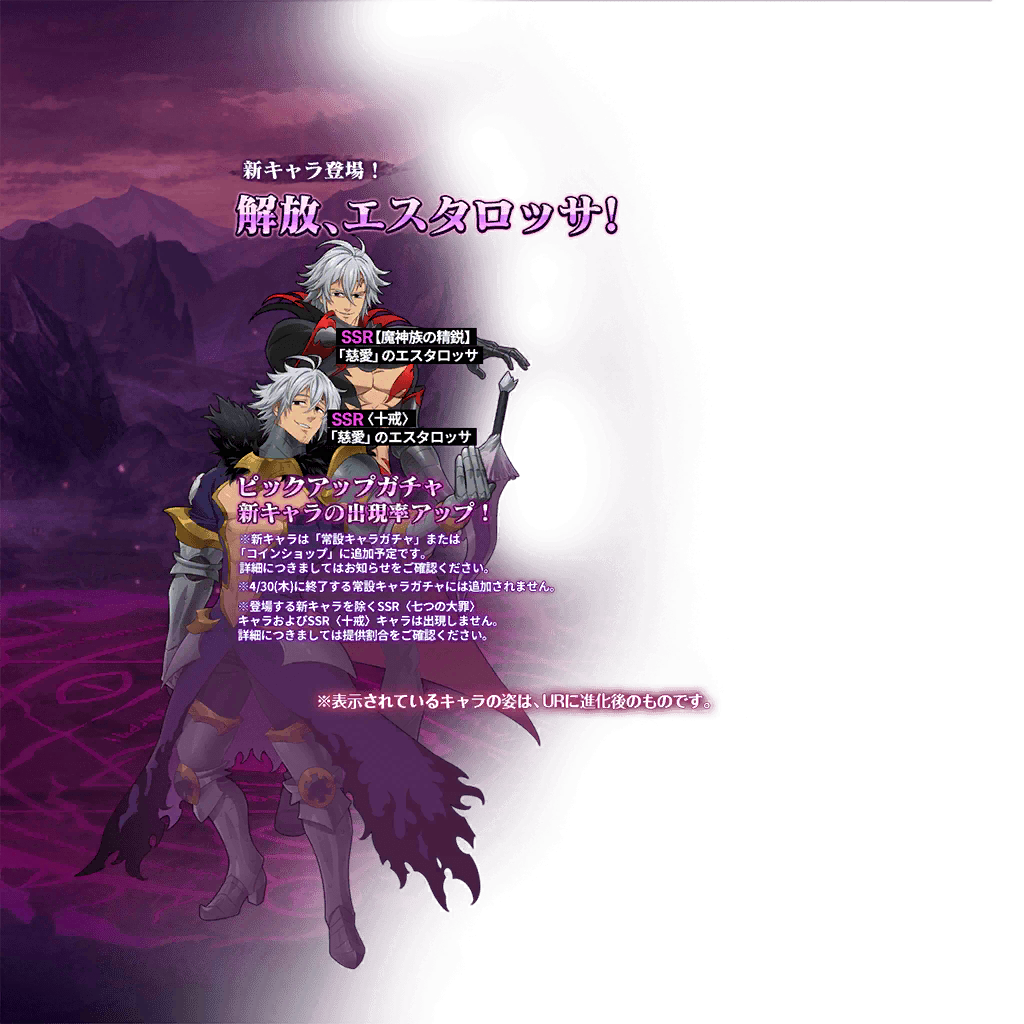 新キャラ登場！
解放、エスタロッサ！
SSR【魔神族の精鋭】
「慈愛」のエスタロッサ
SSR〈十戒〉
「慈愛」のエスタロッサ
ピックアップガチャ
新キャラの出現率アップ！
※新キャラは「常設キャラガチャ」または
「コインショップ」に追加予定です。
詳細につきましてはお知らせをご確認ください。
※4/30(木)に終了する常設キャラガチャには追加されません。
※登場する新キャラを除くSSR〈七つの大罪〉
キャラおよびSSR〈十戒〉キャラは出現しません。
詳細につきましては提供割合をご確認ください。
※表示されているキャラの姿は、URに進化後のものです。